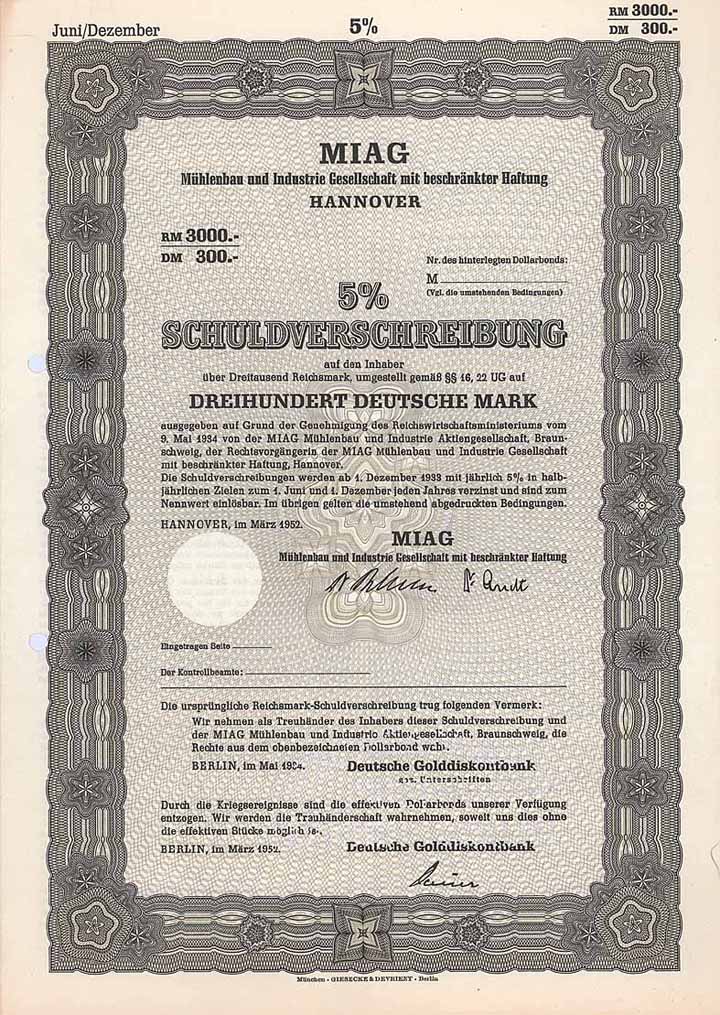 Juni/Dezember
5%
RM 3000.-
DM 300.-
MIAG
Mühlenbau und Industrie Gesellschaft mit beschränkter Haftung
HANNOVER
RM 3000.-
DM 300.-
Nr. des hinterlegten Dollarbonds:
M
(Vgl. die umstehenden Bedingungen)
5%
SCHULDVERSCHREIBUNG
auf den Inhaber
über Dreitausend Reichsmark, umgestellt gemäß §§ 16, 22 UG auf
DREIHUNDERT DEUTSCHE MARK
ausgegeben auf Grund der Genehmigung des Reichswirtschaftsministeriums vom
9. Mai 1934 von der MIAG Mühlenbau und Industrie Aktiengesellschaft, Braun-
schweig, der Rechtsvorgängerin der MIAG Mühlenbau und Industrie Gesellschaft
mit beschränkter Haftung, Hannover.
Die Schuldverschreibungen werden ab 1. Dezember 1933 mit jährlich 5% in halb-
jährlichen Zielen zum 1. Juni und 1. Dezember jeden Jahres verzinst und sind zum
Nennwert einlösbar. Im übrigen gelten die umstehend abgedruckten Bedingungen.
HANNOVER, im März 1952.
MIAG
Mühlenbau und Industrie Gesellschaft mit beschränkter Haftung
Dr. Arndt
Eingetragen Seite
Der Kontrollbeamte:
Die ursprüngliche Reichsmark-Schuldverschreibung trug folgenden Vermerk:
Wir nehmen als Treuhänder des Inhabers dieser Schuldverschreibung und
der MIAG Mühlenbau und Industrie Aktiengesellschaft, Braunschweig, die
Rechte aus dem obenbezeichneten Dollarbond wahr.
BERLIN, im Mai 1934.
Deutsche Golddiskontbank
gez. Unterschriften
Durch die Kriegsereignisse sind die effektiven Dollarbonds unserer Verfügung
entzogen. Wir werden die Treuhänderschaft wahrnehmen, soweit uns dies ohne
die effektiven Stücke möglich ist.
BERLIN, im März 1952.
Deutsche Golddiskontbank
München - GIESECKE & DEVRIENT - Berlin